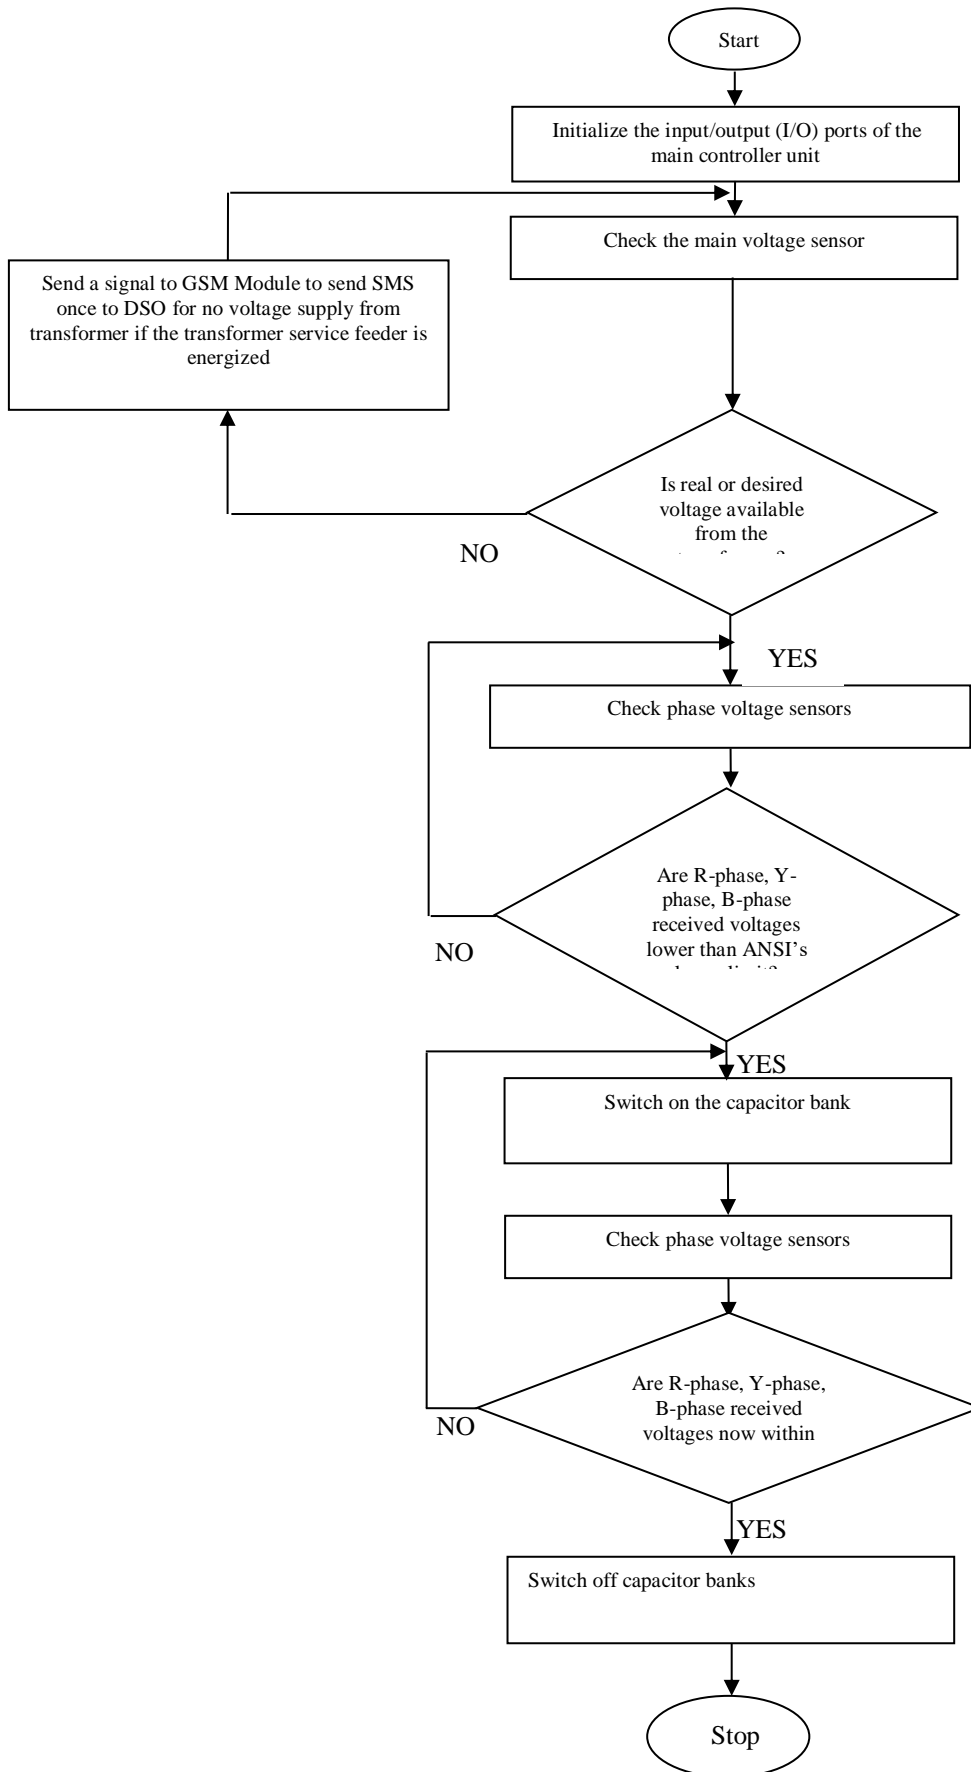 Start
Initialize the input/output (I/O) ports of the
main controller unit
Check the main voltage sensor
Send a signal to GSM Module to send SMS
once to DSO for no voltage supply from
transformer if the transformer service feeder is
energized
Is real or desired
voltage available
from the
NO
YES
Check phase voltage sensors
Are R-phase, Y-
phase, B-phase
received voltages
lower than ANSI’s
NO
YES
Switch on the capacitor bank
Check phase voltage sensors
Are R-phase, Y-phase,
B-phase received
voltages now within
NO
YES
Switch off capacitor banks
Stop